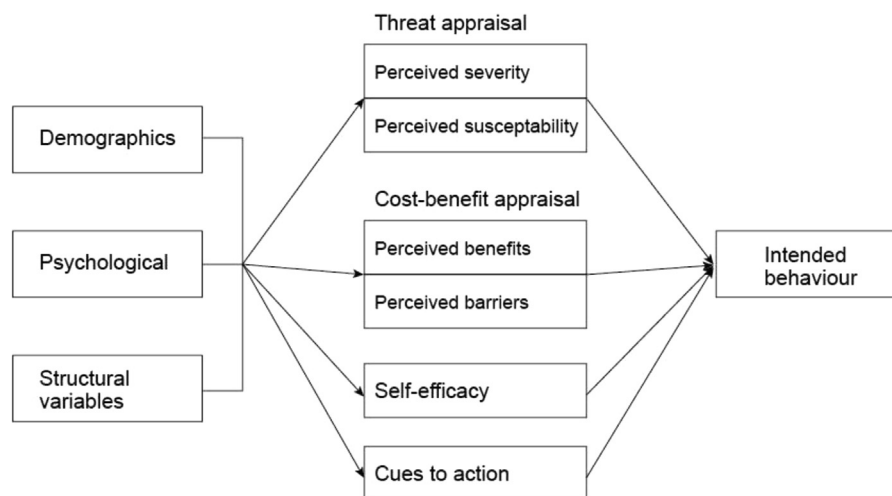 Threat appraisal
Perceived severity
Perceived susceptability
Demographics
Cost-benefit appraisal
Perceived benefits
Perceived barriers
Psychological
Intended
behaviour
Structural
variables
Self-efficacy
Cues to action